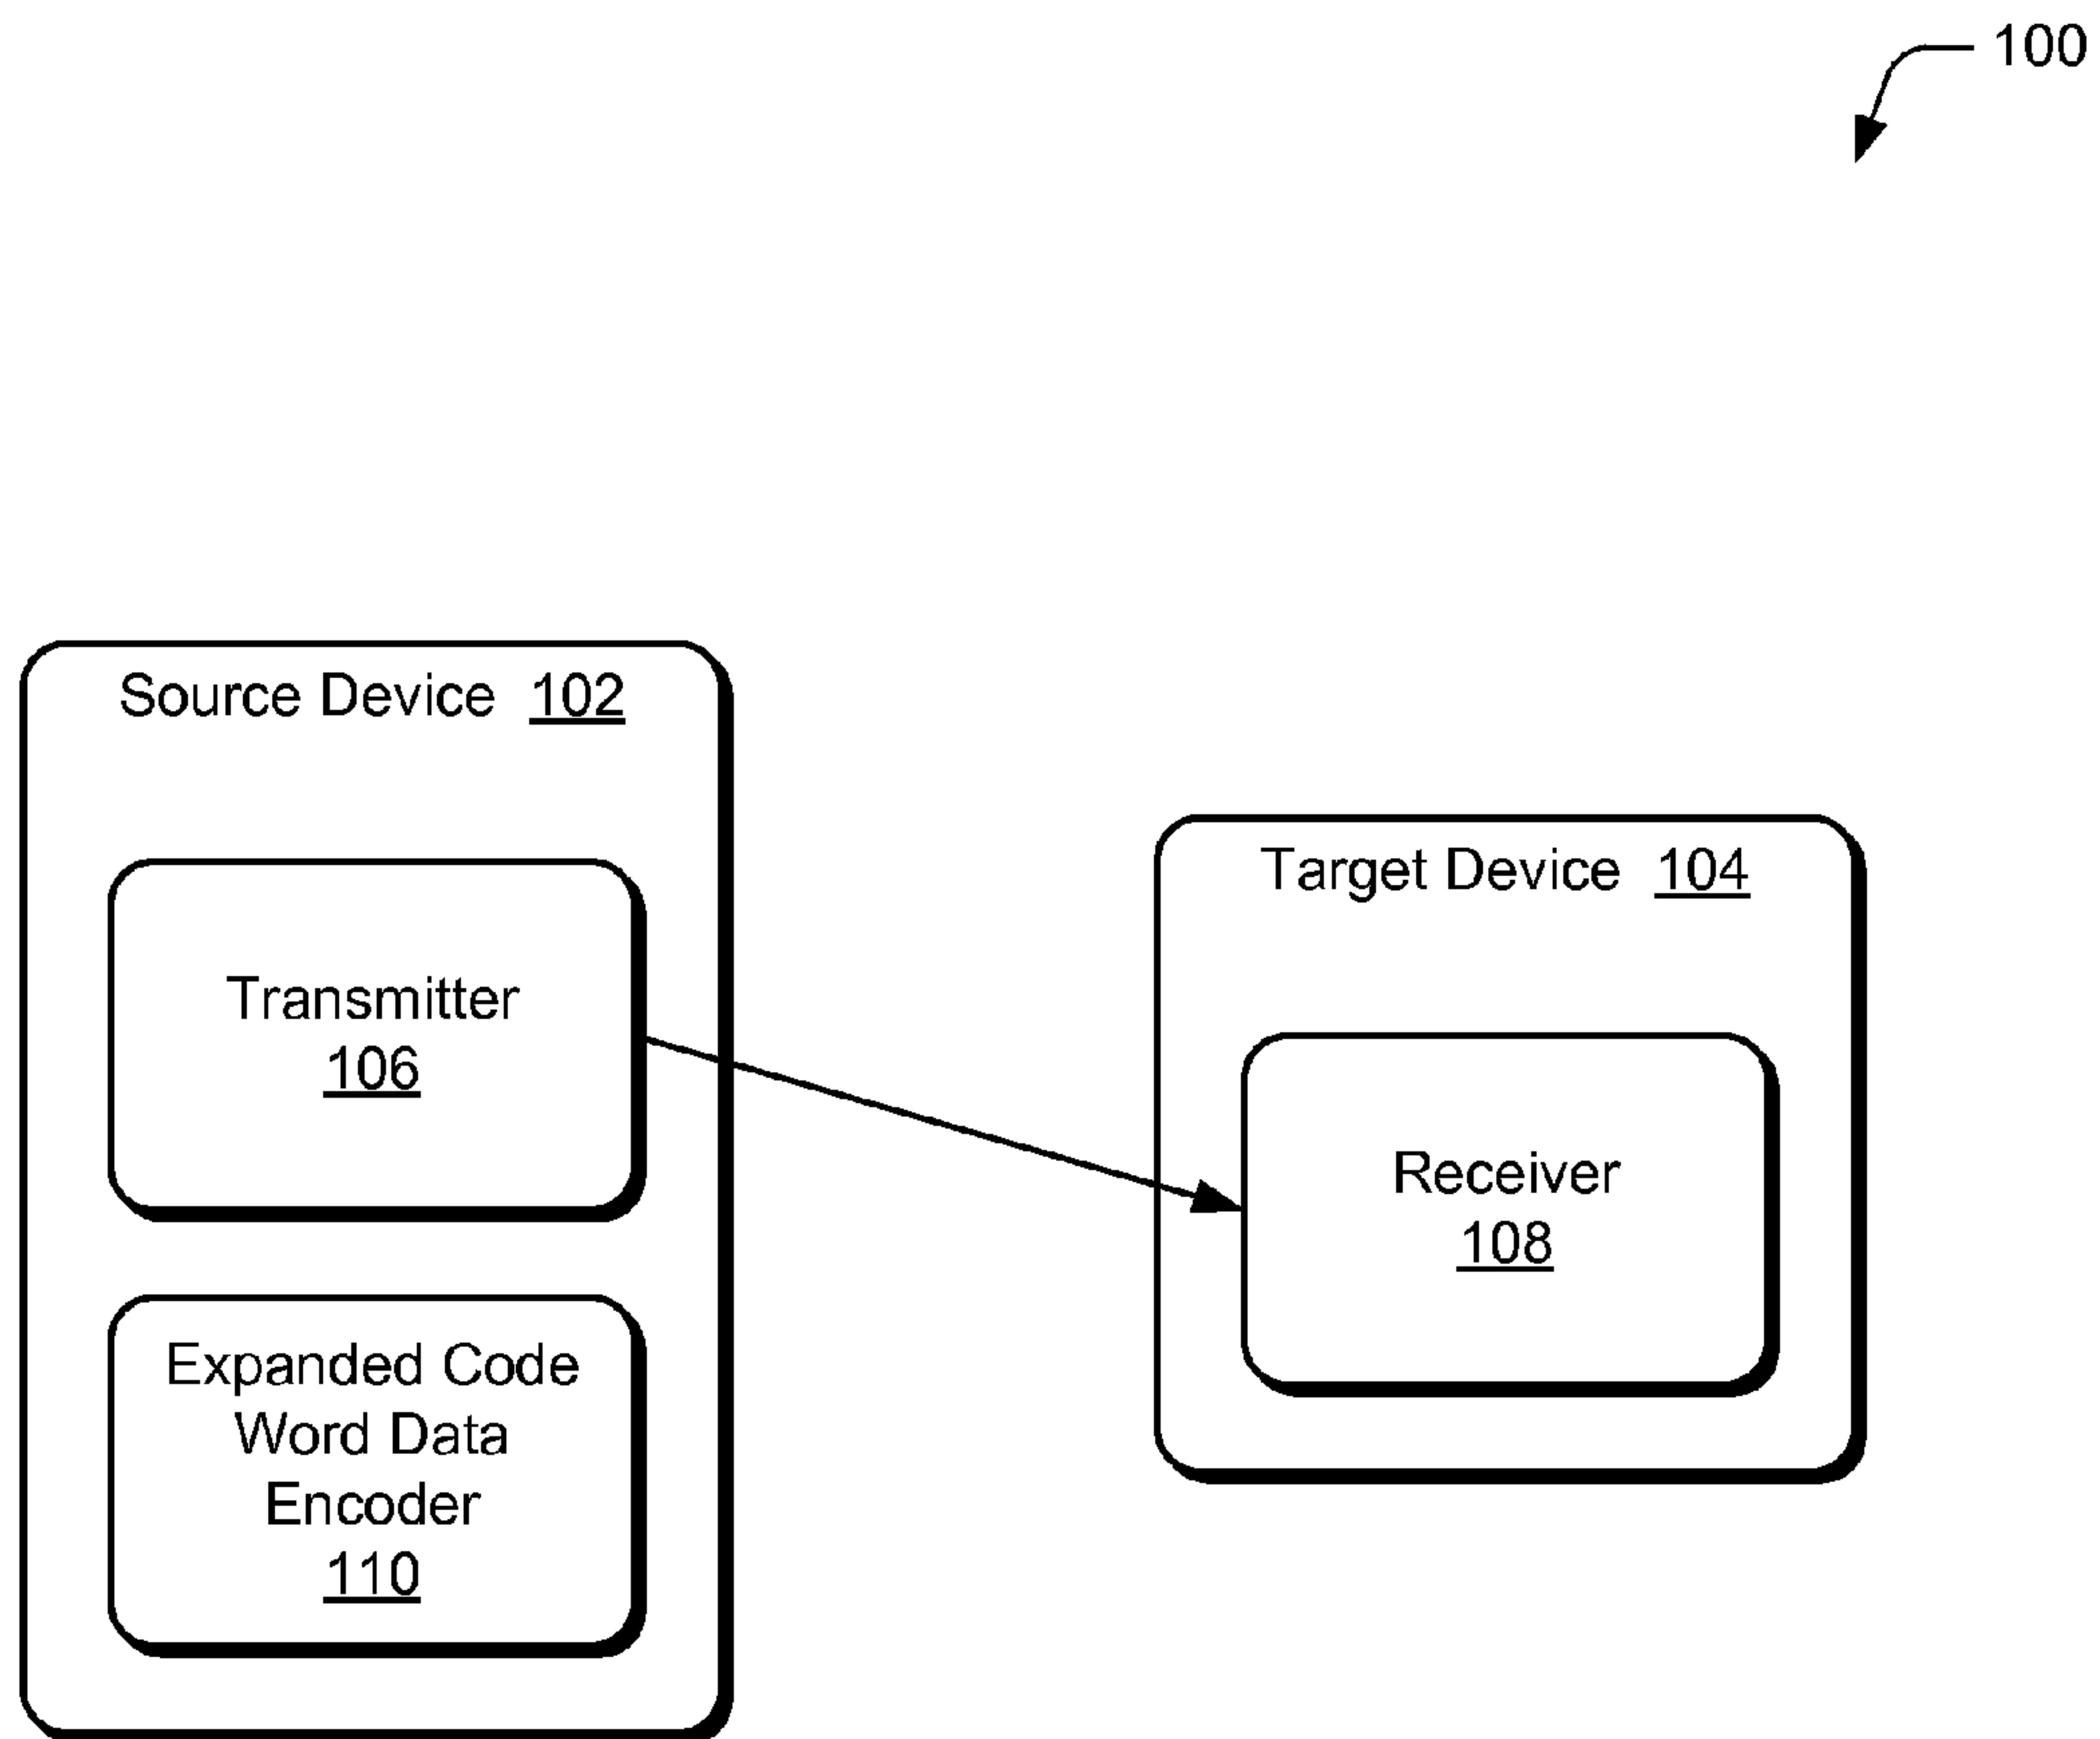 100
Source Device 102
Transmitter
106
Expanded Code
Word Data
Encoder
110
Target Device 104
Receiver
108